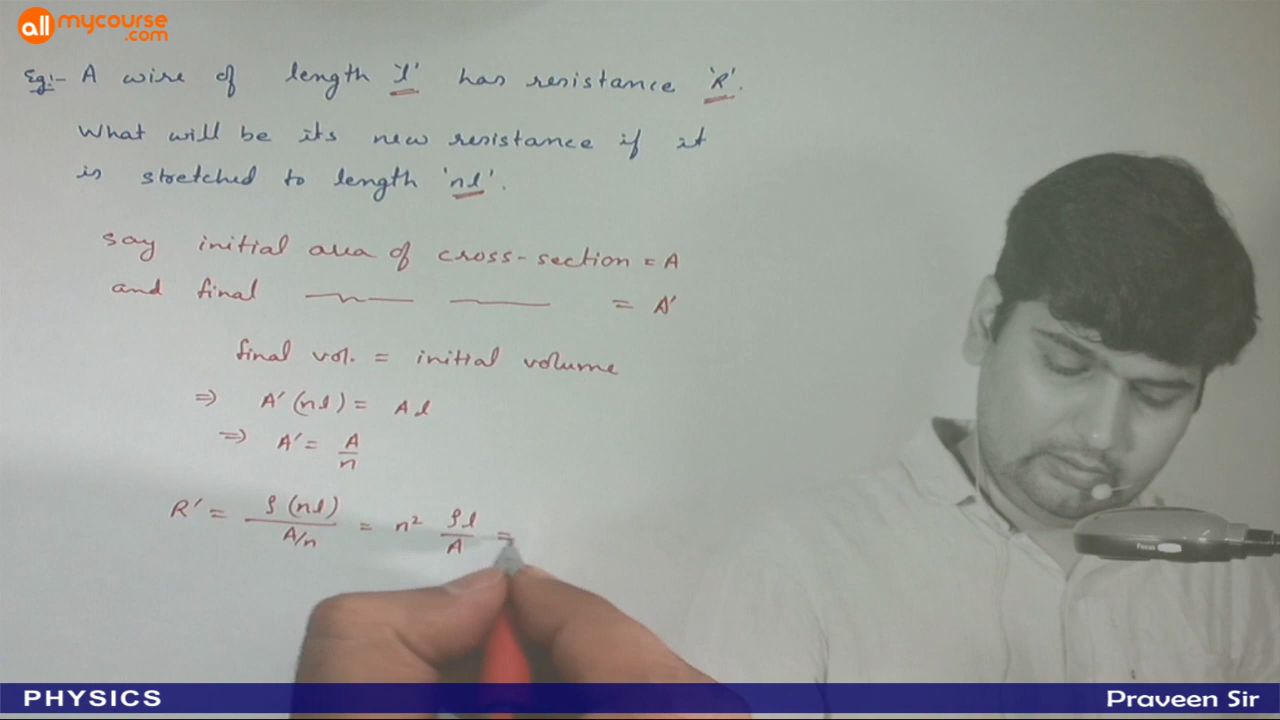 all mycourse .com
Eg:- A wire of length 'l' has resistance 'R'.
What will be its new resistance if it
is stretched to length 'nl'.
say initial area of cross-section = A
and final = A'
final vol. = initial volume
⇒ A' (nl) = A l
⇒ A' = A/n
R' = ρ (nl) / A/n = n² ρl / A =
Focus
PHYSICS
Praveen Sir